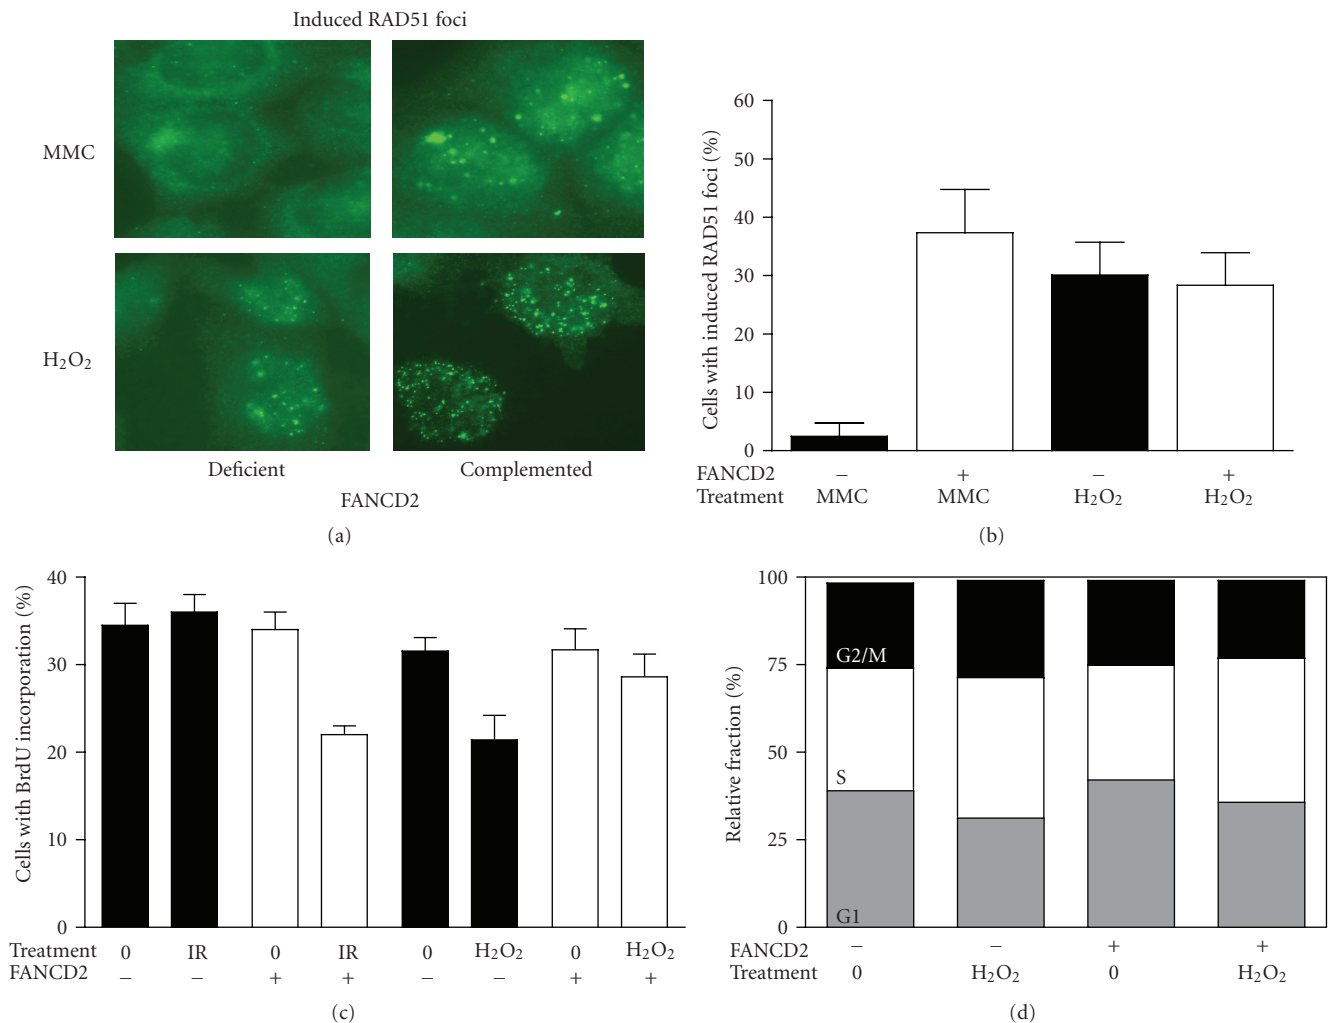 Induced RAD51 foci
MMC
H2O2
Deficient
Complemented
FANCD2
(a)
Cells with induced RAD51 foci (%)
60
50
40
30
20
10
0
FANCD2 − + − +
Treatment MMC MMC H2O2 H2O2
(b)
Cells with BrdU incorporation (%)
40
30
20
10
0
Treatment 0 IR 0 IR 0 H2O2 0 H2O2
FANCD2 − − + + − − + +
(c)
Relative fraction (%)
100
75
50
25
0
G2/M
S
G1
FANCD2 − − + +
Treatment 0 H2O2 0 H2O2
(d)